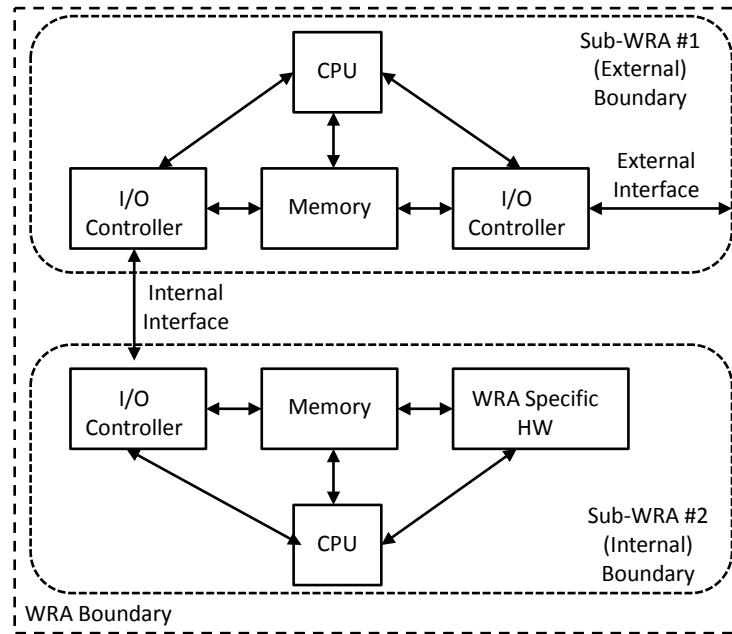 Sub-WRA #1
(External)
Boundary
CPU
External
Interface
I/O
Controller
Memory
I/O
Controller
Internal
Interface
I/O
Controller
Memory
WRA Specific
HW
CPU
Sub-WRA #2
(Internal)
Boundary
WRA Boundary